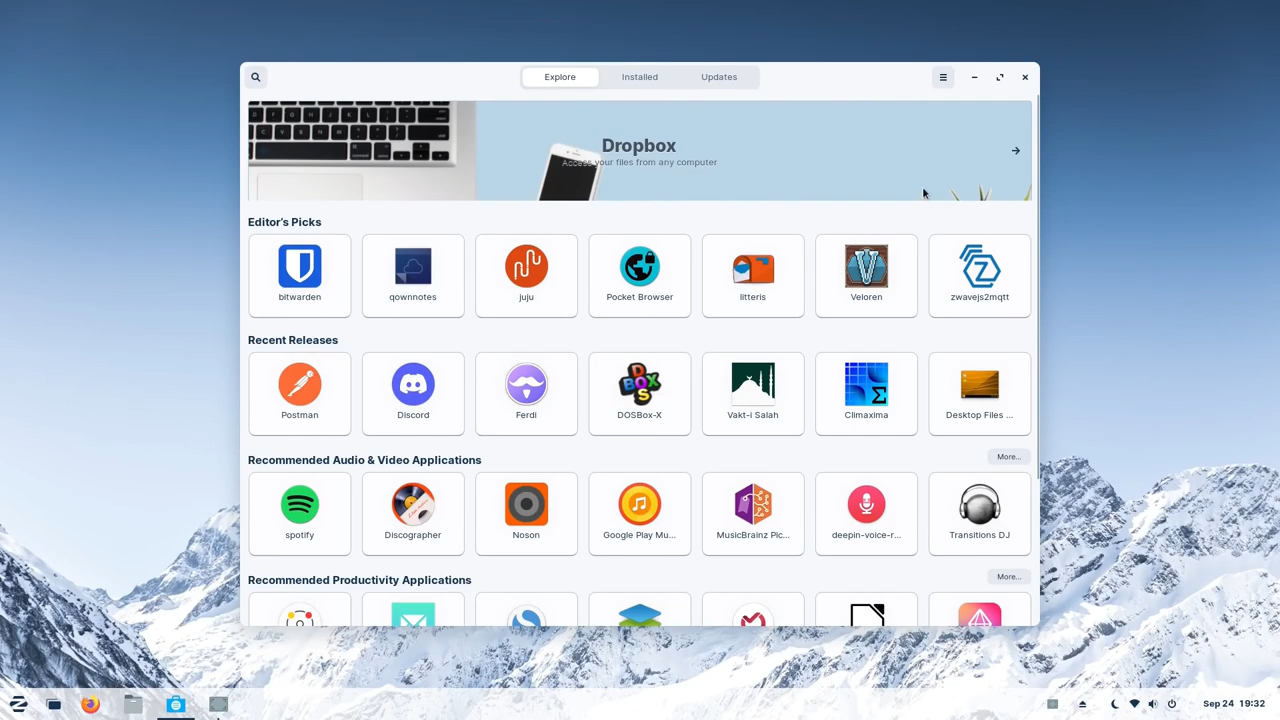 Explore Installed Updates
Dropbox
Access your files from any computer
Editor's Picks
bitwarden qownnotes juju Pocket Browser litteris Veloren zwavejs2mqtt
Recent Releases
Postman Discord Ferdi DOSBox-X Vakt-i Salah Climaxima Desktop Files ...
Recommended Audio & Video Applications More...
spotify Discographer Noson Google Play Mu... MusicBrainz Pic... deepin-voice-r... Transitions DJ
Recommended Productivity Applications More...
Sep 24 19:32